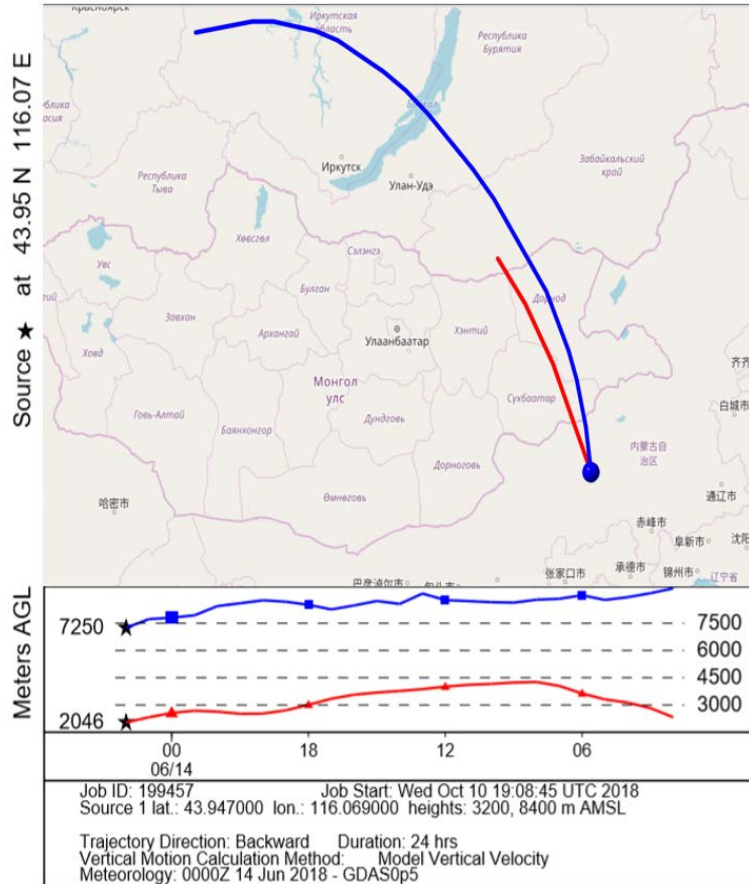 Source ★ at 43.95 N 116.07 E
Красноярск
Иркутская
область
Республика
Бурятия
Байкал
Забайкальский
край
Иркутск
Улан-Удэ
Республика
Тыва
Хөвсгөл
Сэлэнгэ
Увс
Булган
Завхан
Архангай
Хэнтий
Дорнод
Улаанбаатар
Ховд
Монгол
улс
Говь-Алтай
Баянхонгор
Дундговь
Сүхбаатар
Дорноговь
Өмнөговь
内蒙古自
治区
白城市
哈密市
通辽市
赤峰市
阜新市
沈阳
张家口市
承德市
锦州市
辽宁省
Meters AGL
7250
2046
7500
6000
4500
3000
00 18 12 06
06/14
Job ID: 199457 Job Start: Wed Oct 10 19:08:45 UTC 2018
Source 1 lat.: 43.947000 lon.: 116.069000 heights: 3200, 8400 m AMSL
Trajectory Direction: Backward Duration: 24 hrs
Vertical Motion Calculation Method: Model Vertical Velocity
Meteorology: 0000Z 14 Jun 2018 - GDAS0p5